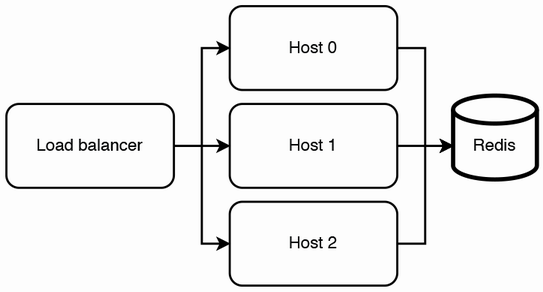 Host 0
Load balancer
Host 1
Redis
Host 2